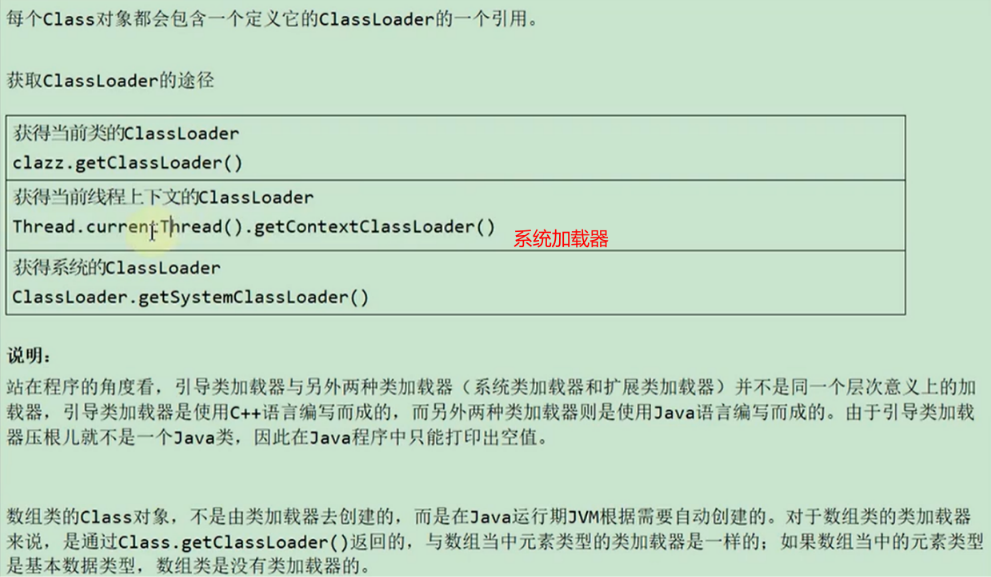 每个Class对象都会包含一个定义它的ClassLoader的一个引用。
获取ClassLoader的途径
获得当前类的ClassLoader
clazz.getClassLoader()
获得当前线程上下文的ClassLoader
Thread.currentThread().getContextClassLoader()
系统加载器
获得系统的ClassLoader
ClassLoader.getSystemClassLoader()
说明：
站在程序的角度看，引导类加载器与另外两种类加载器（系统类加载器和扩展类加载器）并不是同一个层次意义上的加
载器，引导类加载器是使用C++语言编写而成的，而另外两种类加载器则是使用Java语言编写而成的。由于引导类加载
器压根儿就不是一个Java类，因此在Java程序中只能打印出空值。
数组类的Class对象，不是由类加载器去创建的，而是在Java运行期JVM根据需要自动创建的。对于数组类的类加载器
来说，是通过Class.getClassLoader()返回的，与数组当中元素类型的类加载器是一样的；如果数组当中的元素类型
是基本数据类型，数组类是没有类加载器的。